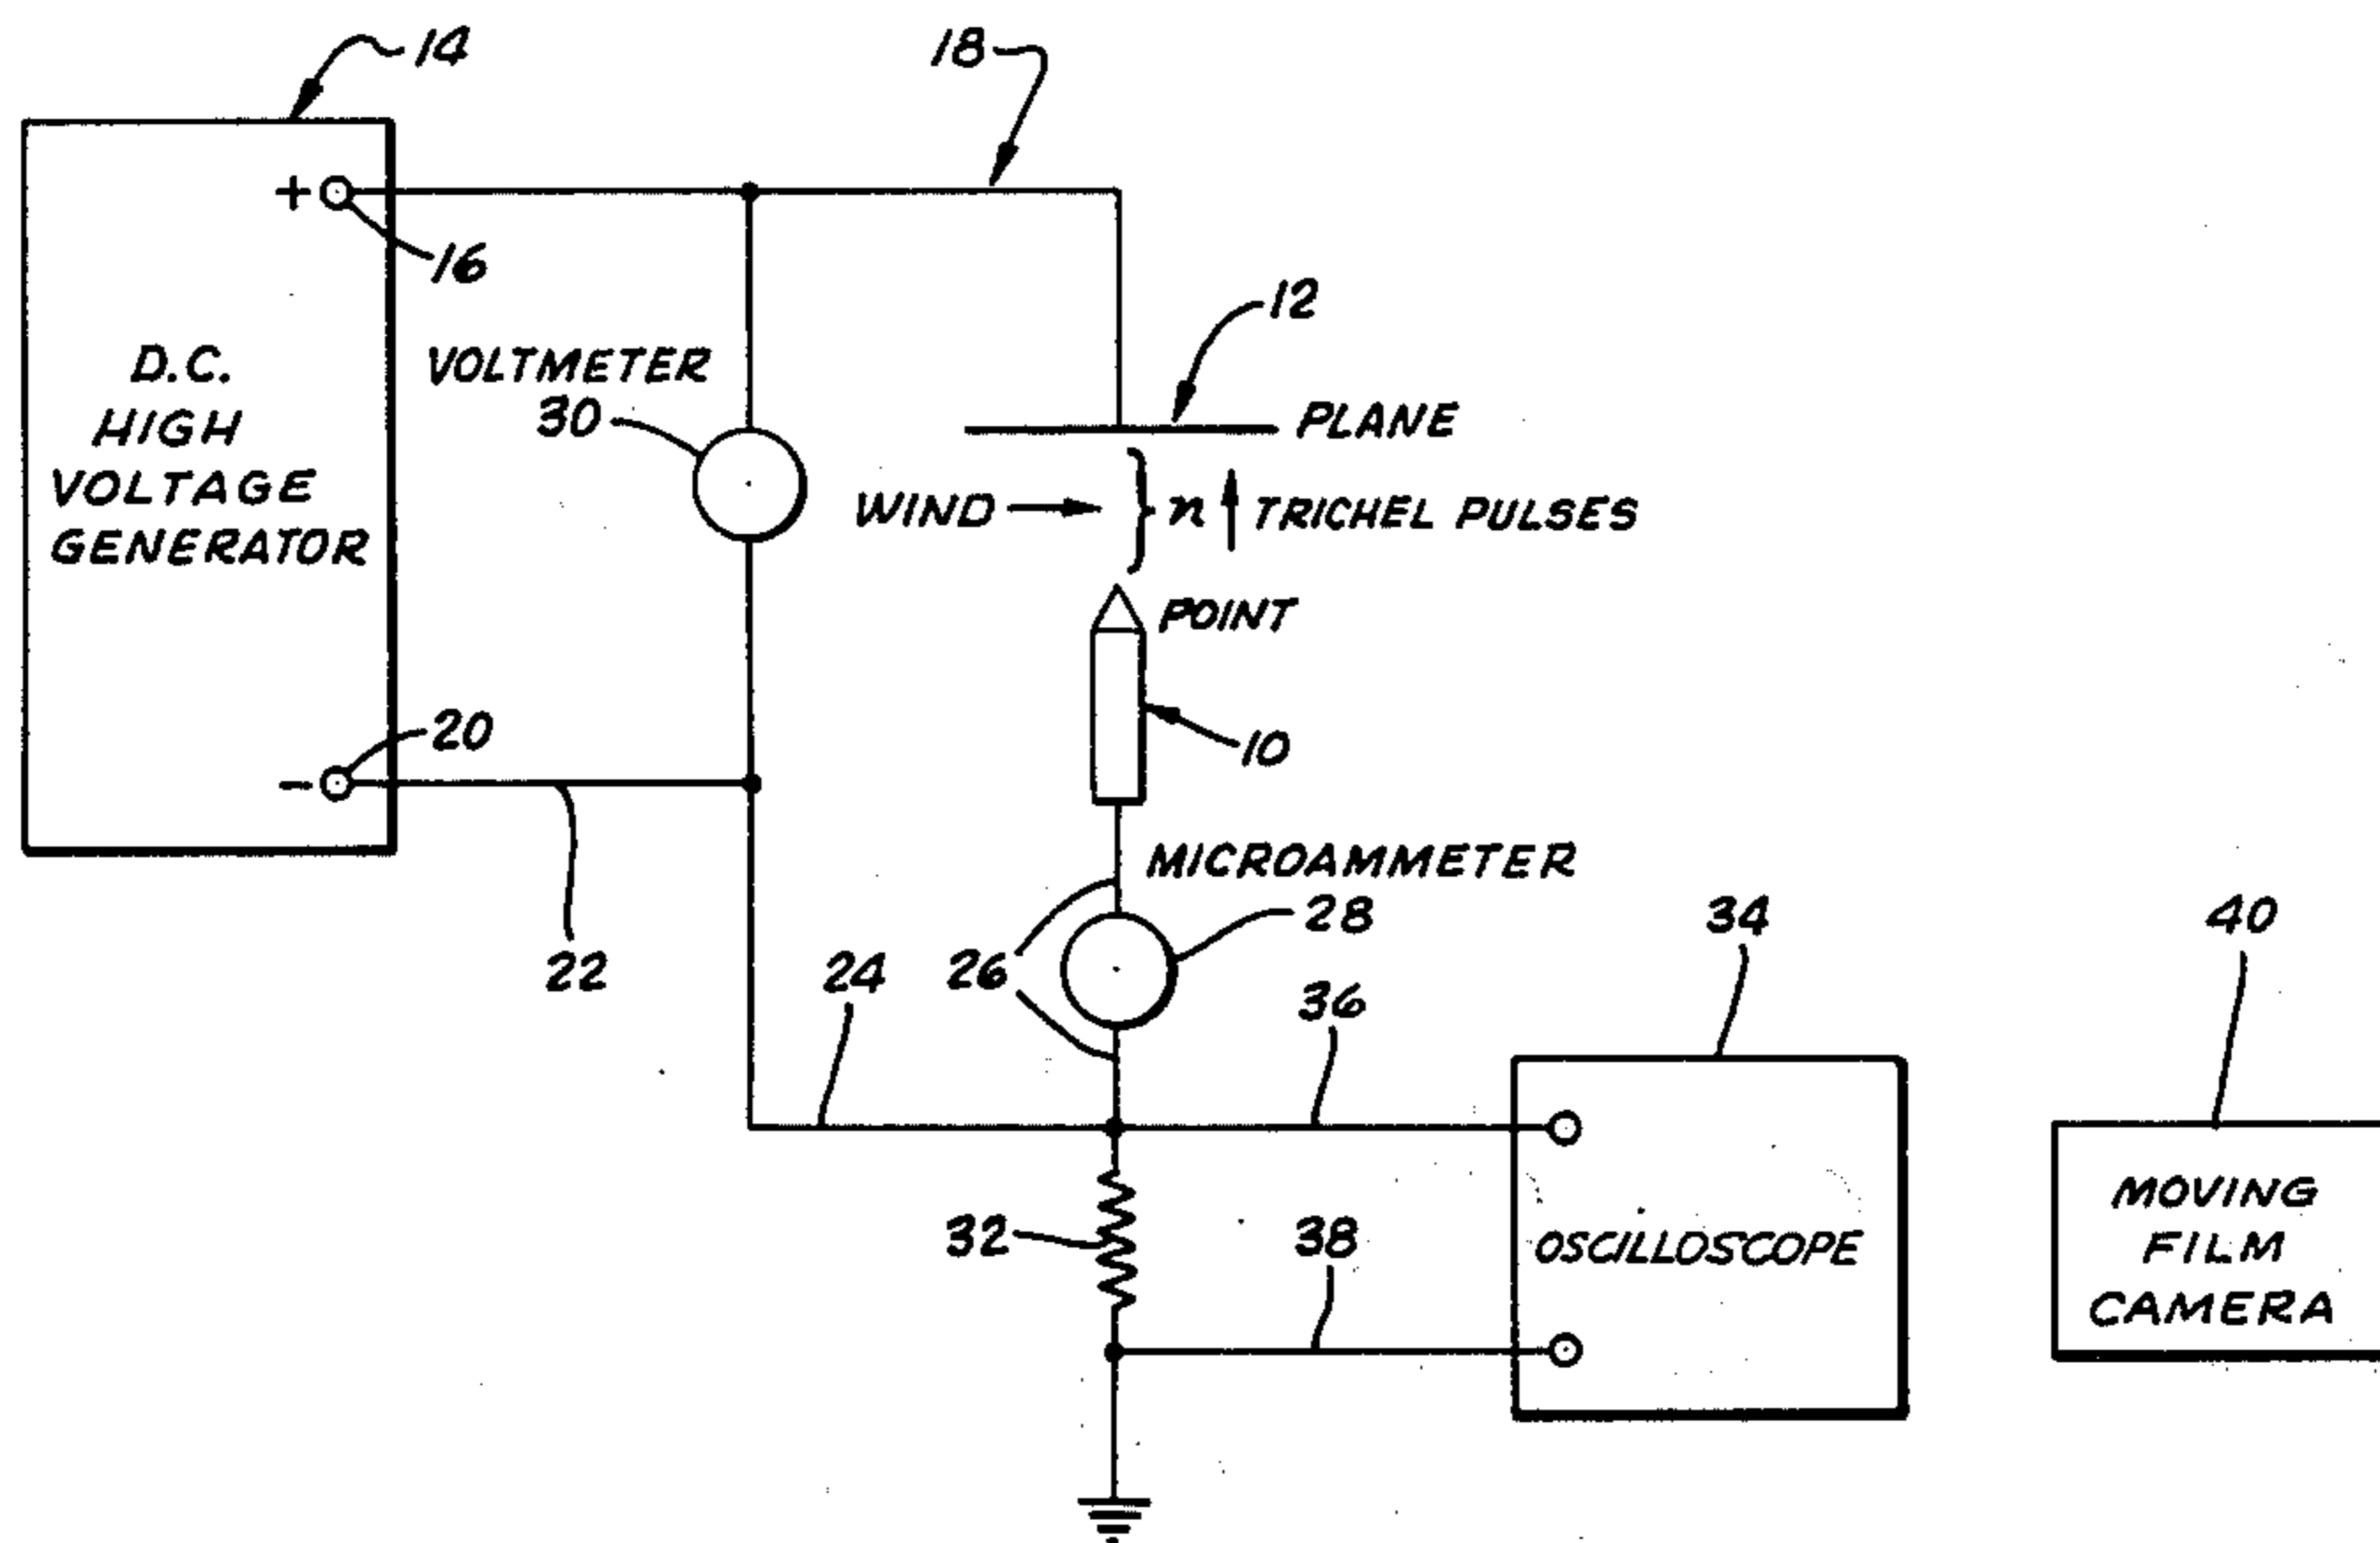 14
18
+
16
D.C.
HIGH
VOLTAGE
GENERATOR
VOLTMETER
30
12
PLANE
WIND
n
TRICHEL PULSES
POINT
10
20
-
22
24
MICROAMMETER
28
26
36
34
40
32
38
OSCILLOSCOPE
MOVING
FILM
CAMERA